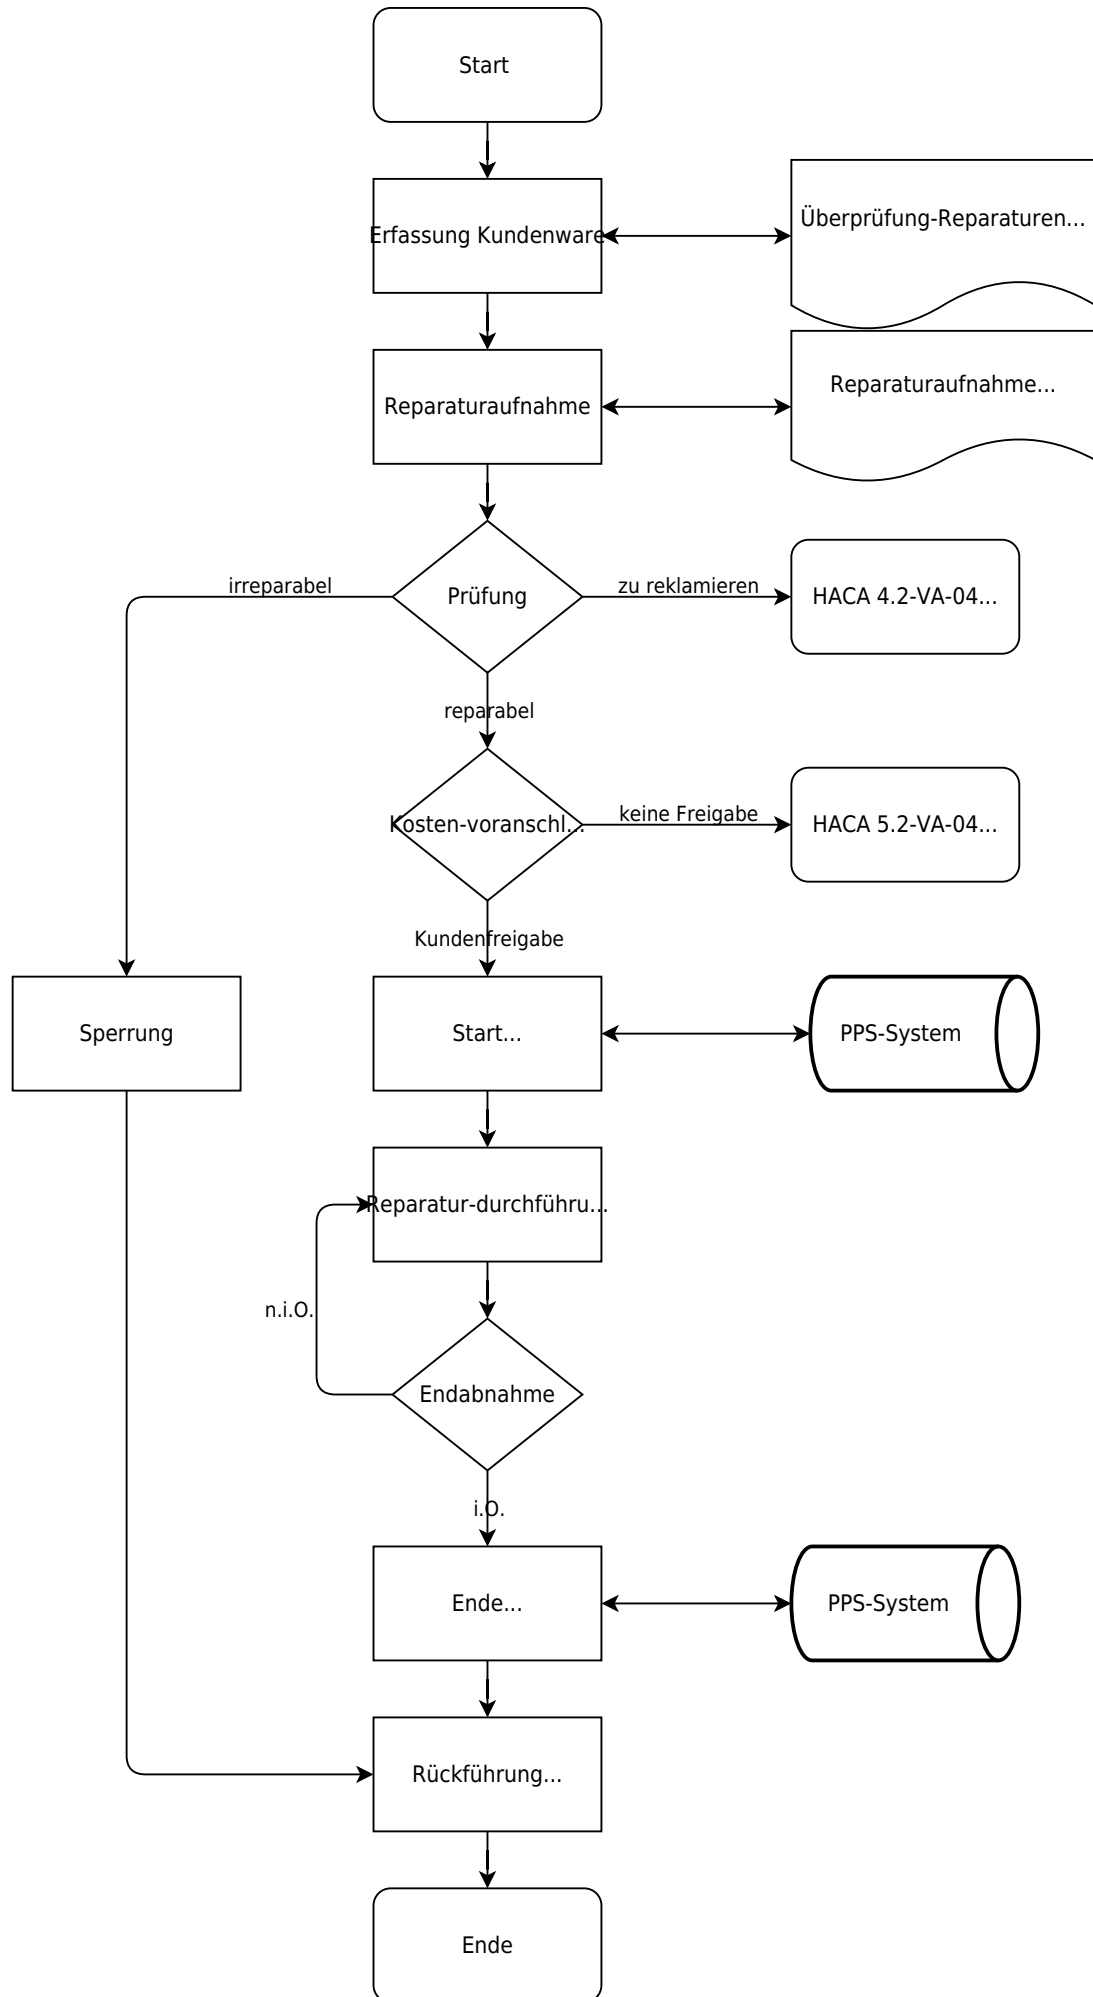 Start
Erfassung Kundenware
Überprüfung-Reparaturen...
Reparaturaufnahme
Reparaturaufnahme...
irreparabel
Prüfung
zu reklamieren
HACA 4.2-VA-04...
reparabel
Kosten-voranschl...
keine Freigabe
HACA 5.2-VA-04...
Kundenfreigabe
Sperrung
Start...
PPS-System
Reparatur-durchführu...
n.i.O.
Endabnahme
i.O.
Ende...
PPS-System
Rückführung...
Ende